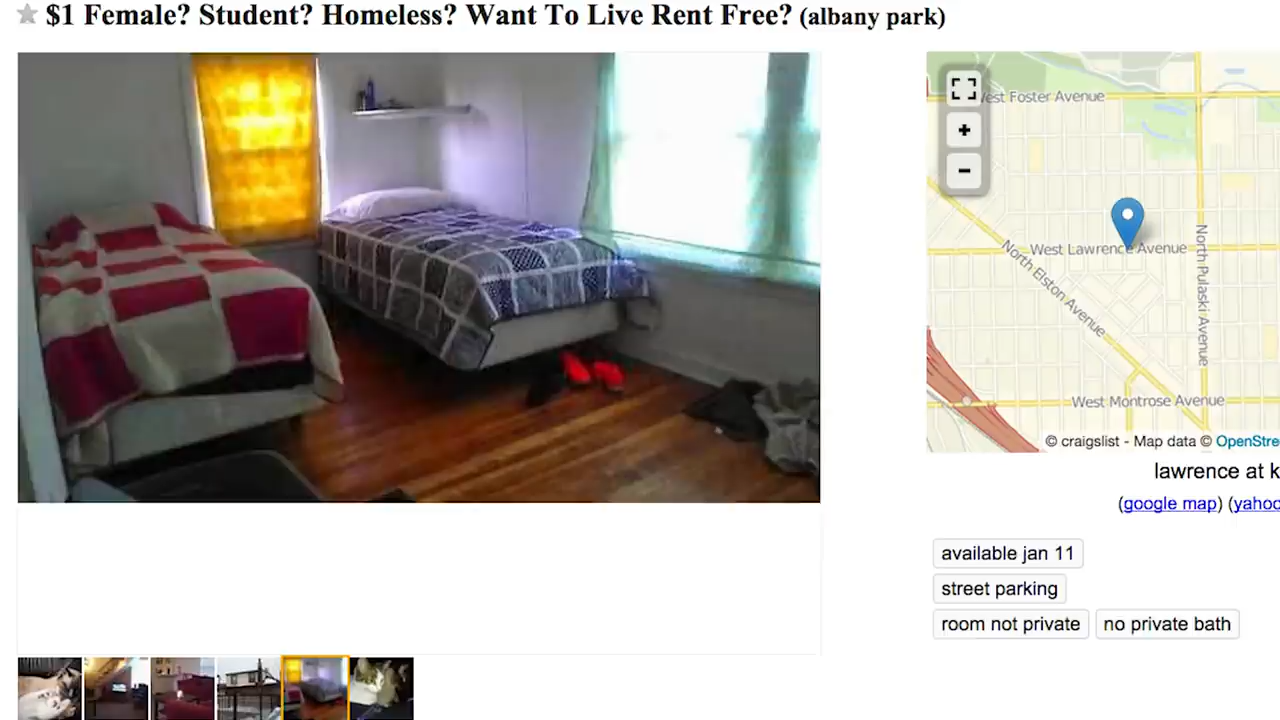 $1 Female? Student? Homeless? Want To Live Rent Free? (albany park)
West Foster Avenue
+
-
West Lawrence Avenue
North Pulaski Avenue
North Elston Avenue
West Montrose Avenue
© craigslist - Map data © OpenStre
lawrence at k
(google map) (yahoo
available jan 11
street parking
room not private
no private bath